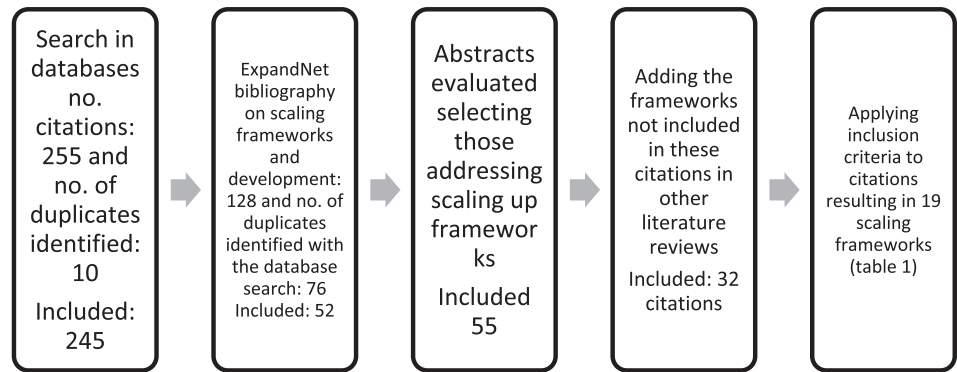 Search in
databases
no.
citations:
255 and
no. of
duplicates
identified:
10
Included:
245
ExpandNet
bibliography
on scaling
frameworks
and
development:
128 and no. of
duplicates
identified with
the database
search: 76
Included: 52
Abstracts
evaluated
selecting
those
addressing
scaling up
framewor
ks
Included
55
Adding the
frameworks
not included
in these
citations in
other
literature
reviews
Included: 32
citations
Applying
inclusion
criteria to
citations
resulting in 19
scaling
frameworks
(table 1)